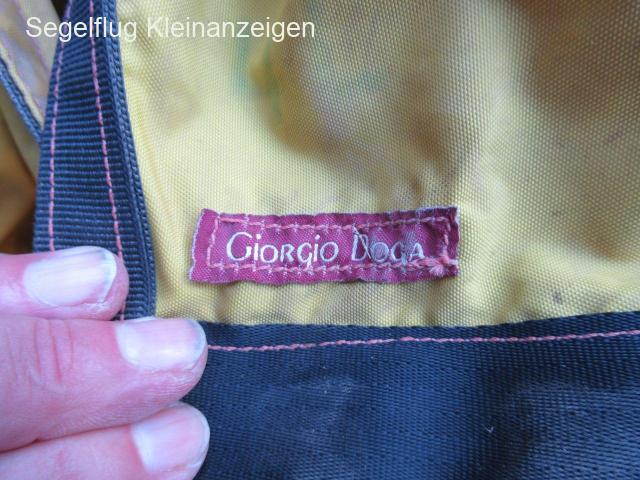 Segelflug Kleinanzeigen
Giorgio Doga